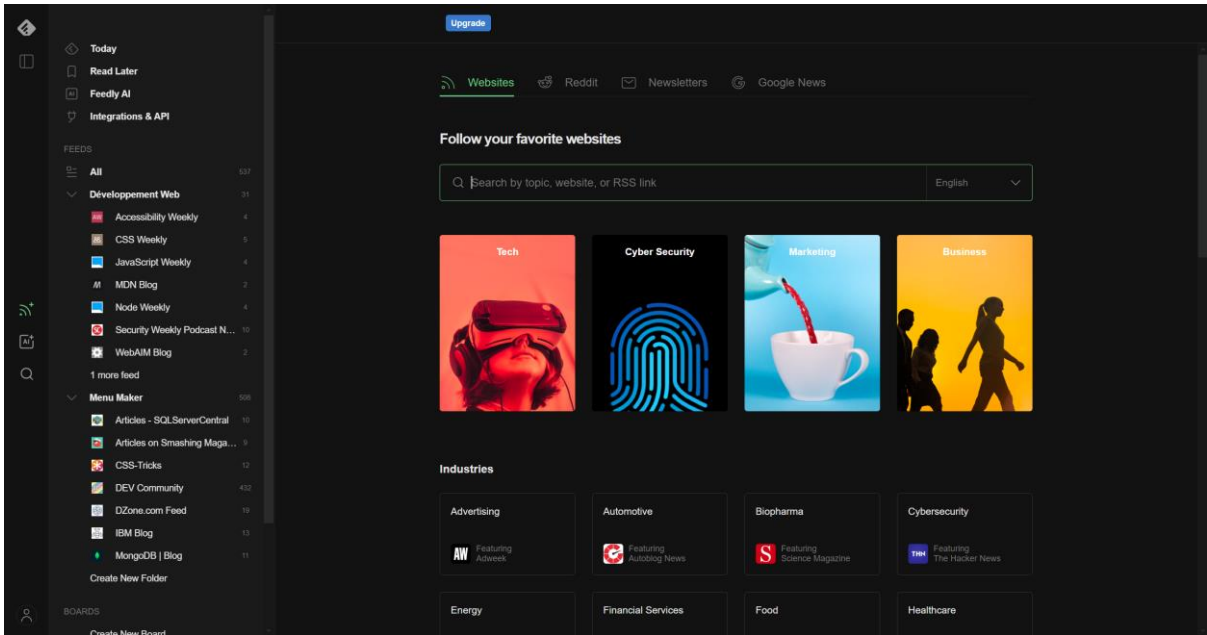 Upgrade
Today
Read Later
AI Feedly AI
Integrations & API
FEEDS
All 537
Développement Web 31
Accessibility Weekly 4
CSS Weekly 5
JavaScript Weekly 4
MDN Blog 2
Node Weekly 4
Security Weekly Podcast N... 10
WebAIM Blog 2
1 more feed
Menu Maker 506
Articles - SQLServerCentral 10
Articles on Smashing Maga... 9
CSS-Tricks 12
DEV Community 432
DZone.com Feed 19
IBM Blog 13
MongoDB | Blog 11
Create New Folder
BOARDS
Create New Board
AI
Websites Reddit Newsletters Google News
Follow your favorite websites
Search by topic, website, or RSS link English
Tech Cyber Security Marketing Business
Industries
Advertising Automotive Biopharma Cybersecurity
AW Featuring Adweek
Featuring Autoblog News
S Featuring Science Magazine
THN Featuring The Hacker News
Energy Financial Services Food Healthcare